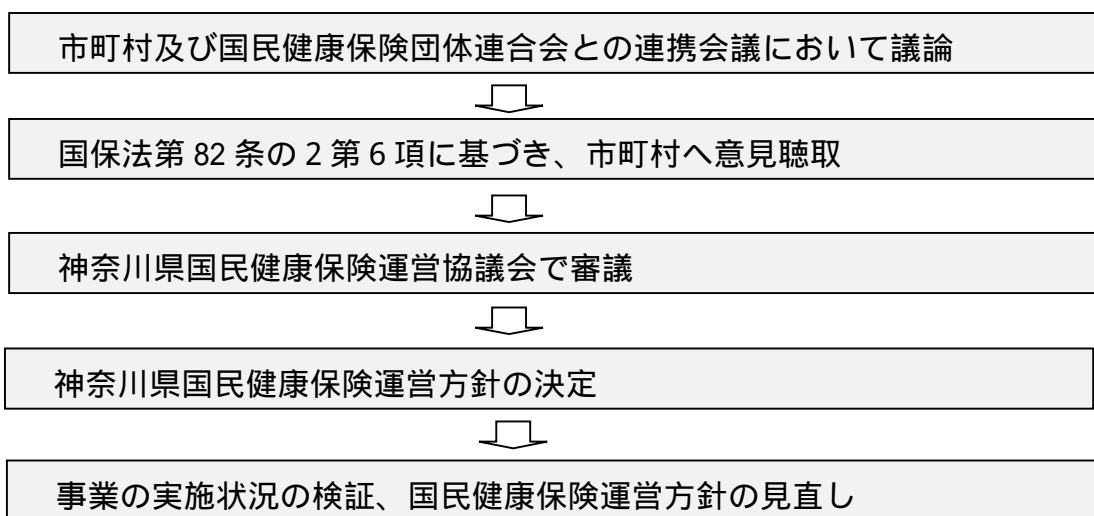 市町村及び国民健康保険団体連合会との連携会議において議論
国保法第 82 条の２第６項に基づき、市町村へ意見聴取
神奈川県国民健康保険運営協議会で審議
神奈川県国民健康保険運営方針の決定
事業の実施状況の検証、国民健康保険運営方針の見直し